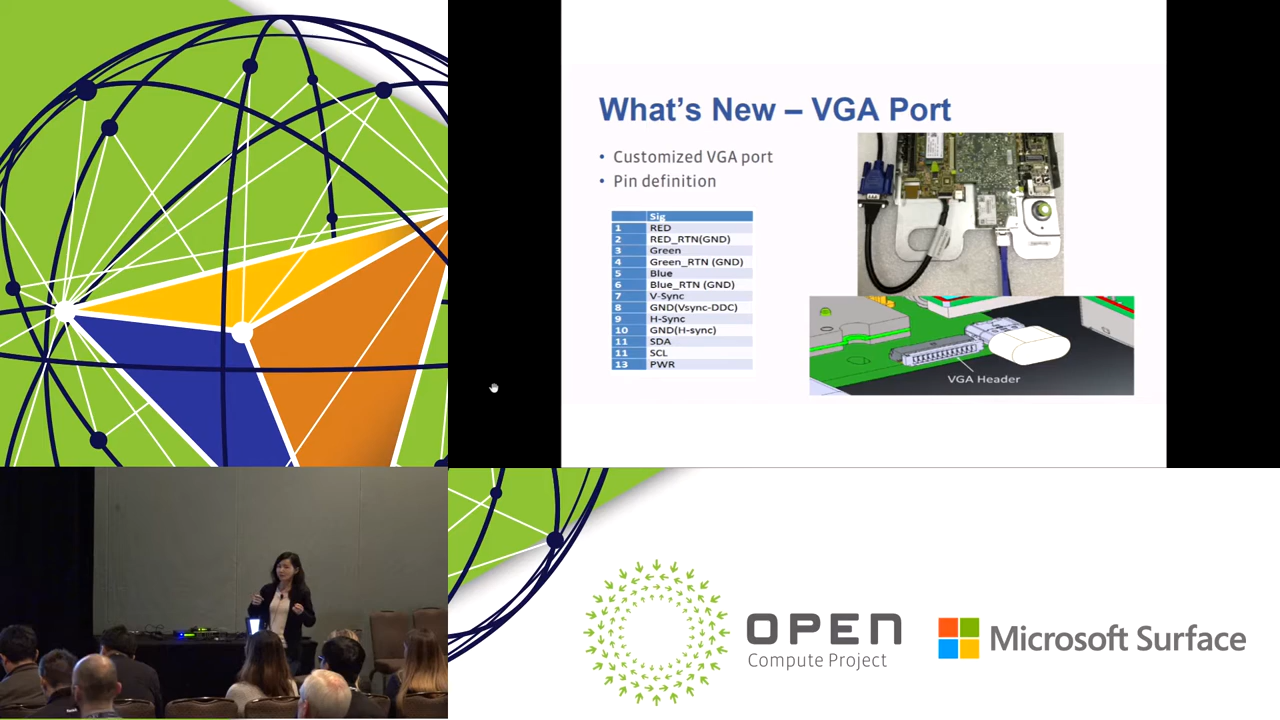 What's New – VGA Port
• Customized VGA port
• Pin definition
Sig
1 RED
2 RED_RTN(GND)
3 Green
4 Green_RTN (GND)
5 Blue
6 Blue_RTN (GND)
7 V-Sync
8 GND(Vsync-DDC)
9 H-Sync
10 GND(H-sync)
11 SDA
11 SCL
13 PWR
VGA Header
OPEN
Compute Project
Microsoft Surface